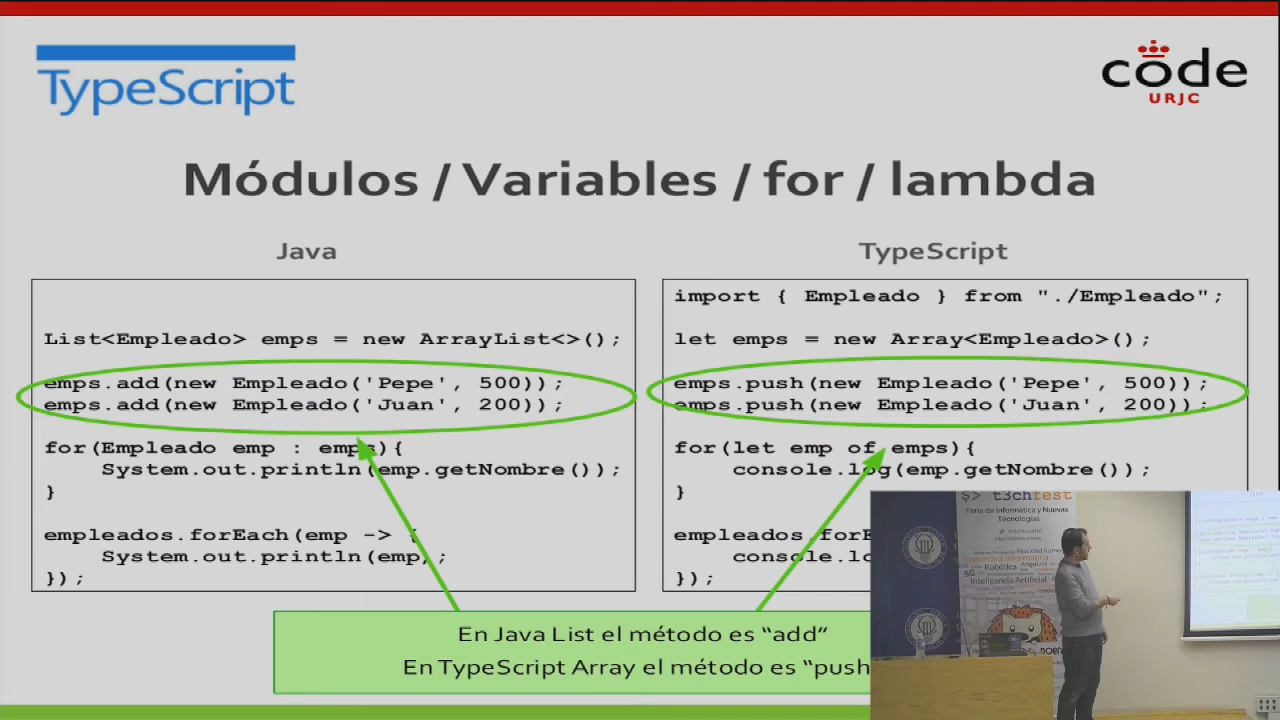 TypeScript
code
URJC
Módulos / Variables / for / lambda
Java
List<Empleado> emps = new ArrayList<>();
emps.add(new Empleado('Pepe', 500));
emps.add(new Empleado('Juan', 200));
for(Empleado emp : emps){
System.out.println(emp.getNombre());
}
empleados.forEach(emp -> {
System.out.println(emp);
});
TypeScript
import { Empleado } from "./Empleado";
let emps = new Array<Empleado>();
emps.push(new Empleado('Pepe', 500));
emps.push(new Empleado('Juan', 200));
for(let emp of emps){
console.log(emp.getNombre());
}
empleados.forE
console.lo
});
En Java List el método es “add”
En TypeScript Array el método es “push
$> t3chfest
Feria de Informática y Nuevas
Tecnologías
Robótica
Inteligencia Artificial